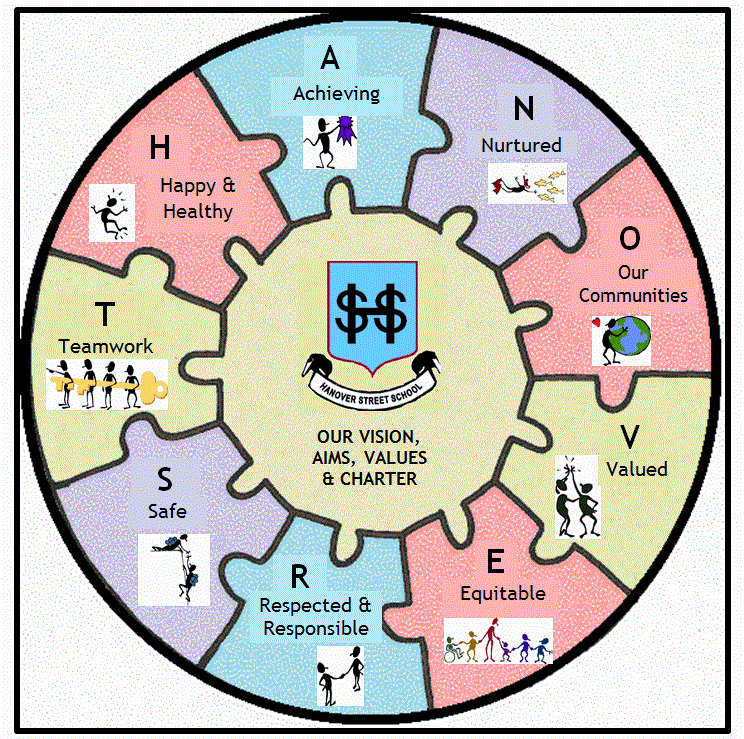 H
Happy &
Healthy
A
Achieving
N
Nurtured
O
Our
Communities
V
Valued
E
Equitable
R
Respected &
Responsible
S
Safe
T
Teamwork
HS
HANOVER STREET SCHOOL
OUR VISION,
AIMS, VALUES
& CHARTER